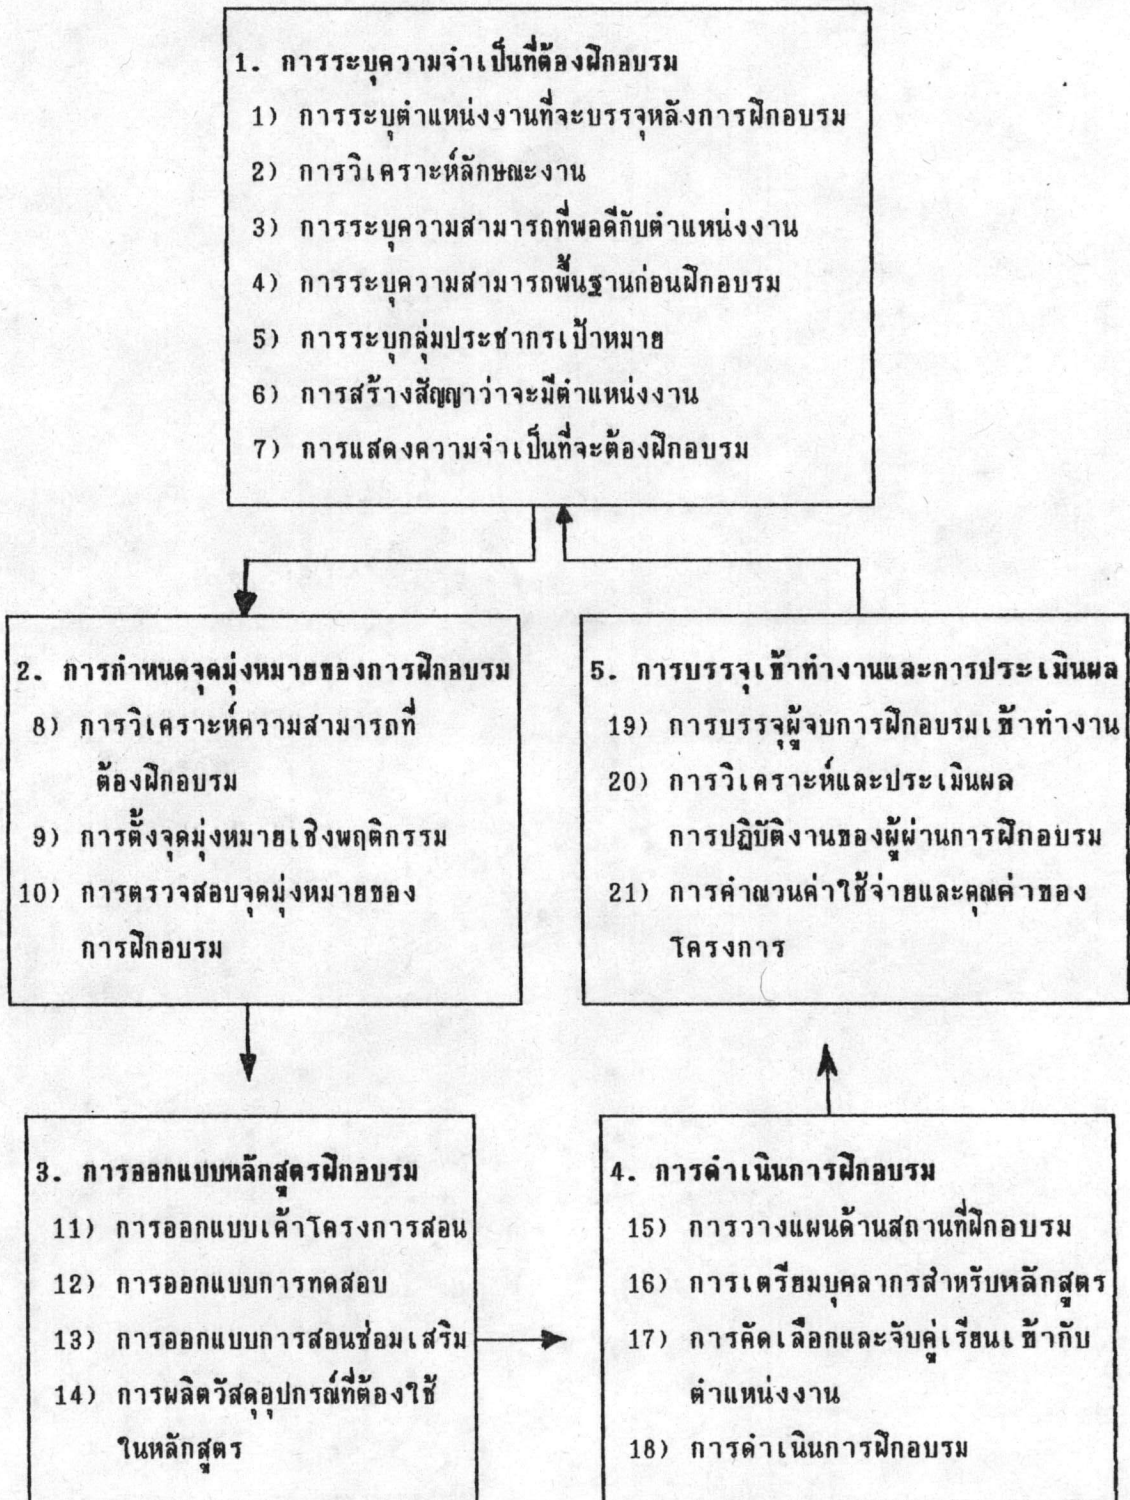 1. การระบุความจำเป็นที่ต้องฝึกอบรม
1) การระบุตำแหน่งงานที่จะบรรจุหลังการฝึกอบรม
2) การวิเคราะห์ลักษณะงาน
3) การระบุความสามารถที่พอดีกับตำแหน่งงาน
4) การระบุความสามารถพื้นฐานก่อนฝึกอบรม
5) การระบุกลุ่มประชากรเป้าหมาย
6) การสร้างสัญญาว่าจะมีตำแหน่งงาน
7) การแสดงความจำเป็นที่จะต้องฝึกอบรม
2. การกำหนดจุดมุ่งหมายของการฝึกอบรม
8) การวิเคราะห์ความสามารถที่
ต้องฝึกอบรม
9) การตั้งจุดมุ่งหมายเชิงพฤติกรรม
10) การตรวจสอบจุดมุ่งหมายของ
การฝึกอบรม
3. การออกแบบหลักสูตรฝึกอบรม
11) การออกแบบเค้าโครงการสอน
12) การออกแบบการทดสอบ
13) การออกแบบการสอนซ่อมเสริม
14) การผลิตวัสดุอุปกรณ์ที่ต้องใช้
ในหลักสูตร
4. การดำเนินการฝึกอบรม
15) การวางแผนด้านสถานที่ฝึกอบรม
16) การเตรียมบุคลากรสำหรับหลักสูตร
17) การคัดเลือกและจับคู่เรียนเข้ากับ
ตำแหน่งงาน
18) การดำเนินการฝึกอบรม
5. การบรรจุเข้าทำงานและการประเมินผล
19) การบรรจุผู้จบการฝึกอบรมเข้าทำงาน
20) การวิเคราะห์และประเมินผล
การปฏิบัติงานของผู้ผ่านการฝึกอบรม
21) การคำณวนค่าใช้จ่ายและคุณค่าของ
โครงการ